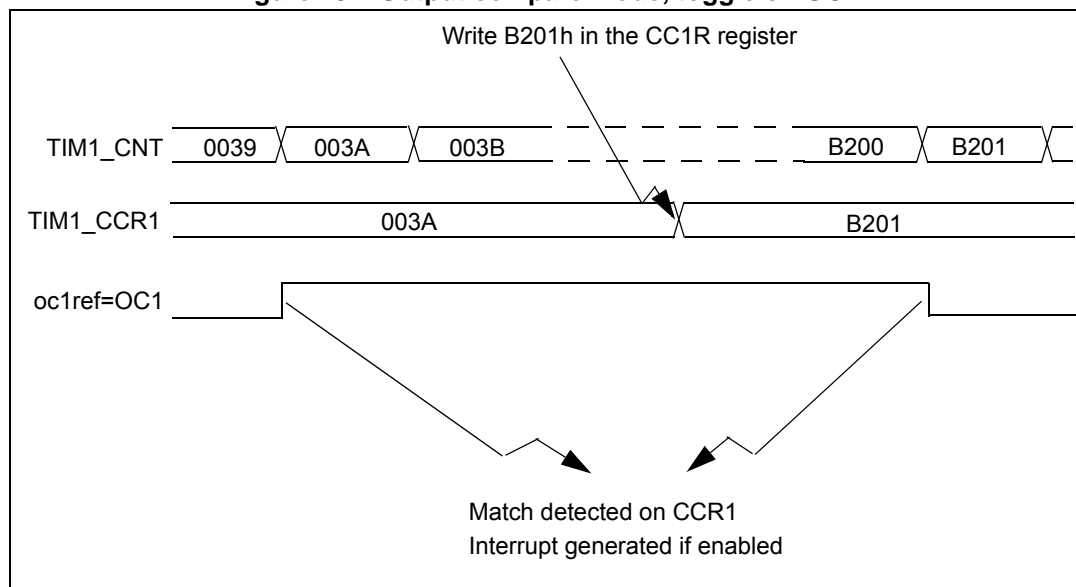 Write B201h in the CC1R register
TIM1_CNT 0039 003A 003B B200 B201
TIM1_CCR1 003A B201
oc1ref=OC1
Match detected on CCR1
Interrupt generated if enabled